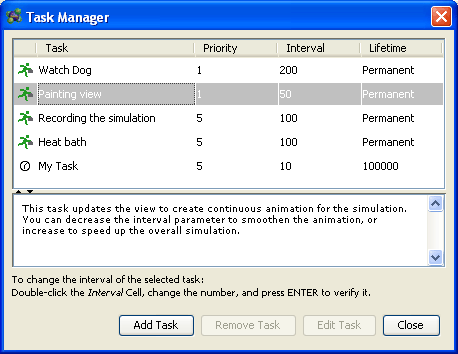 Task Manager
Task Priority Interval Lifetime
Watch Dog 1 200 Permanent
Painting view 1 50 Permanent
Recording the simulation 5 100 Permanent
Heat bath 5 100 Permanent
My Task 5 10 100000
This task updates the view to create continuous animation for the simulation.
You can decrease the interval parameter to smoothen the animation, or
increase to speed up the overall simulation.
To change the interval of the selected task:
Double-click the Interval Cell, change the number, and press ENTER to verify it.
Add Task Remove Task Edit Task Close